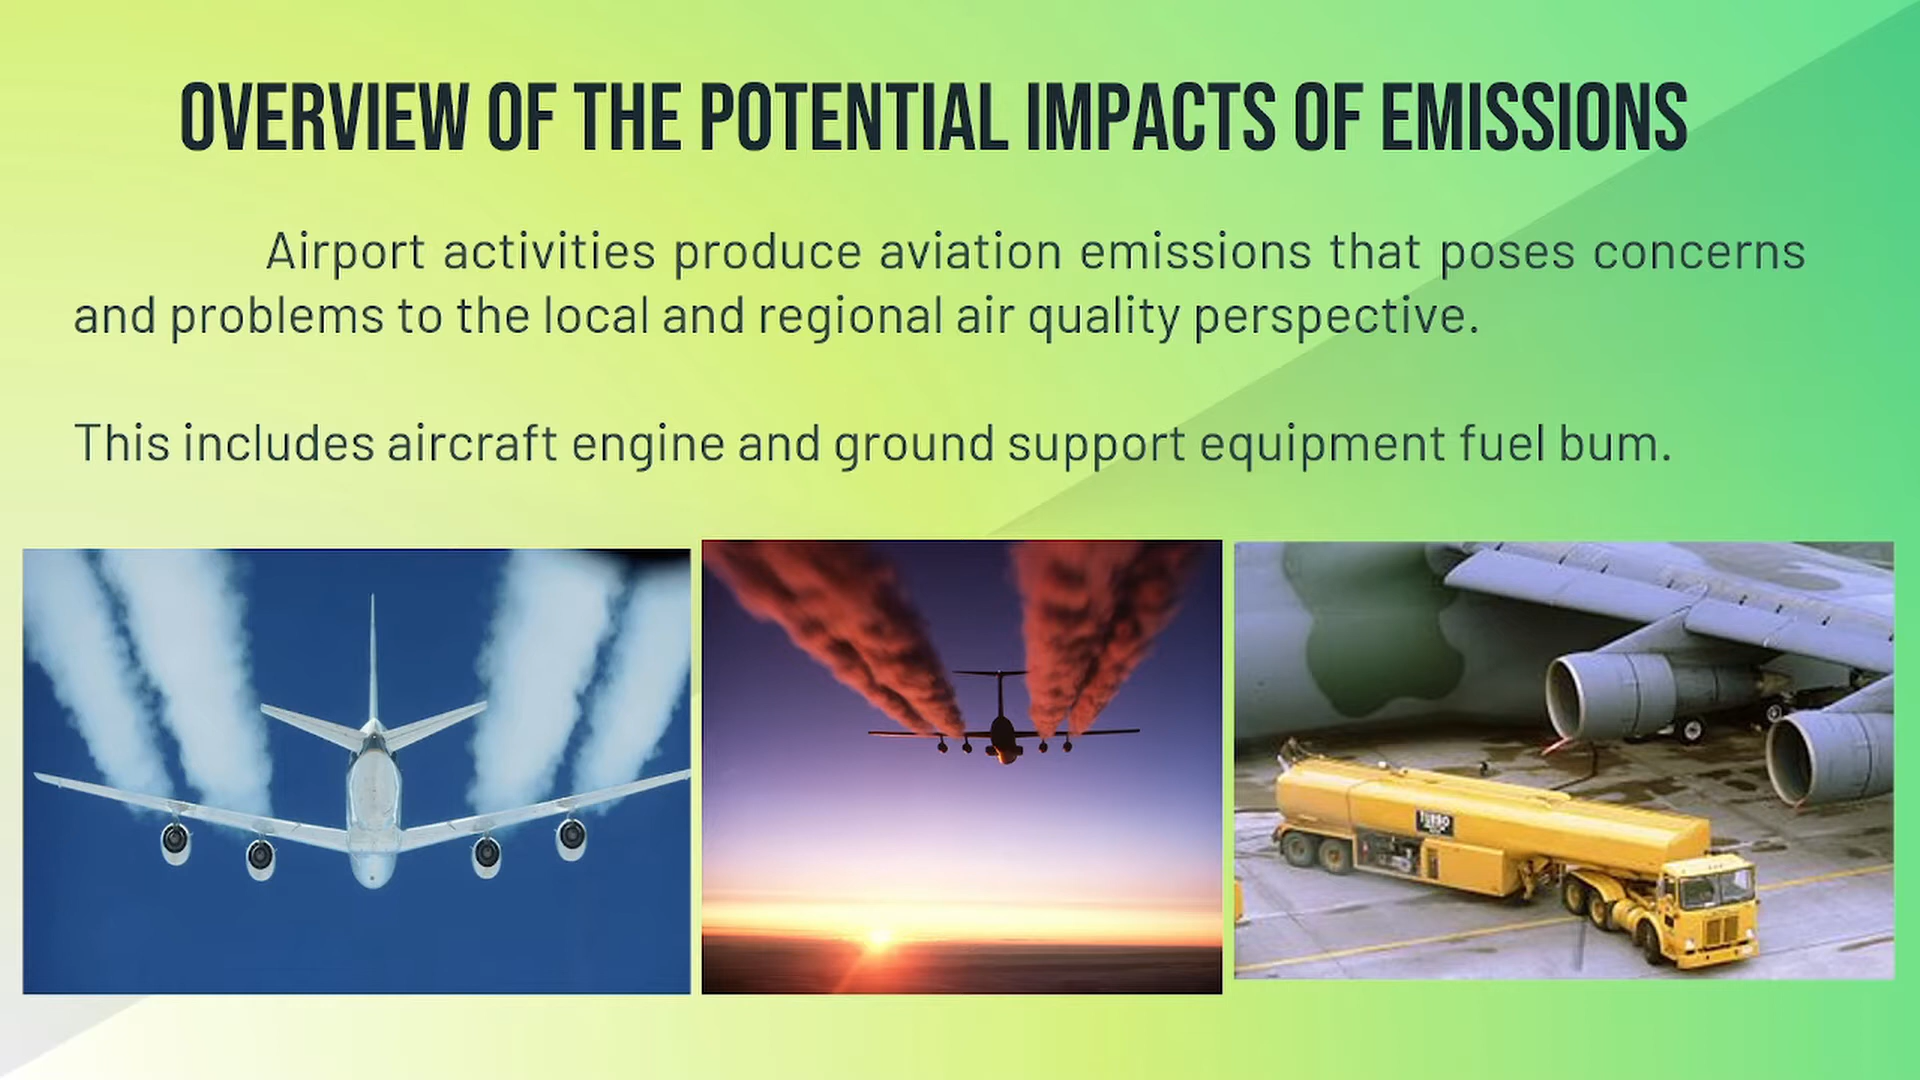 OVERVIEW OF THE POTENTIAL IMPACTS OF EMISSIONS
Airport activities produce aviation emissions that poses concerns
and problems to the local and regional air quality perspective.
This includes aircraft engine and ground support equipment fuel bum.
TURBO